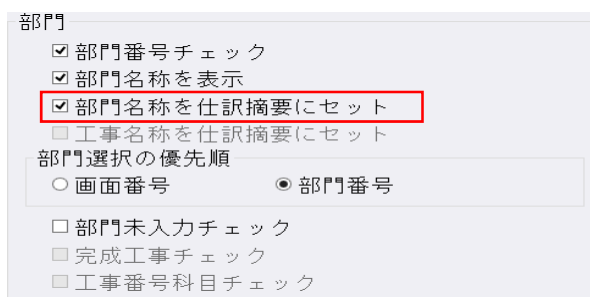 部門
部門番号チェック
部門名称を表示
部門名称を仕訳摘要にセット
工事名称を仕訳摘要にセット
部門選択の優先順
画面番号 部門番号
部門未入力チェック
完成工事チェック
工事番号科目チェック